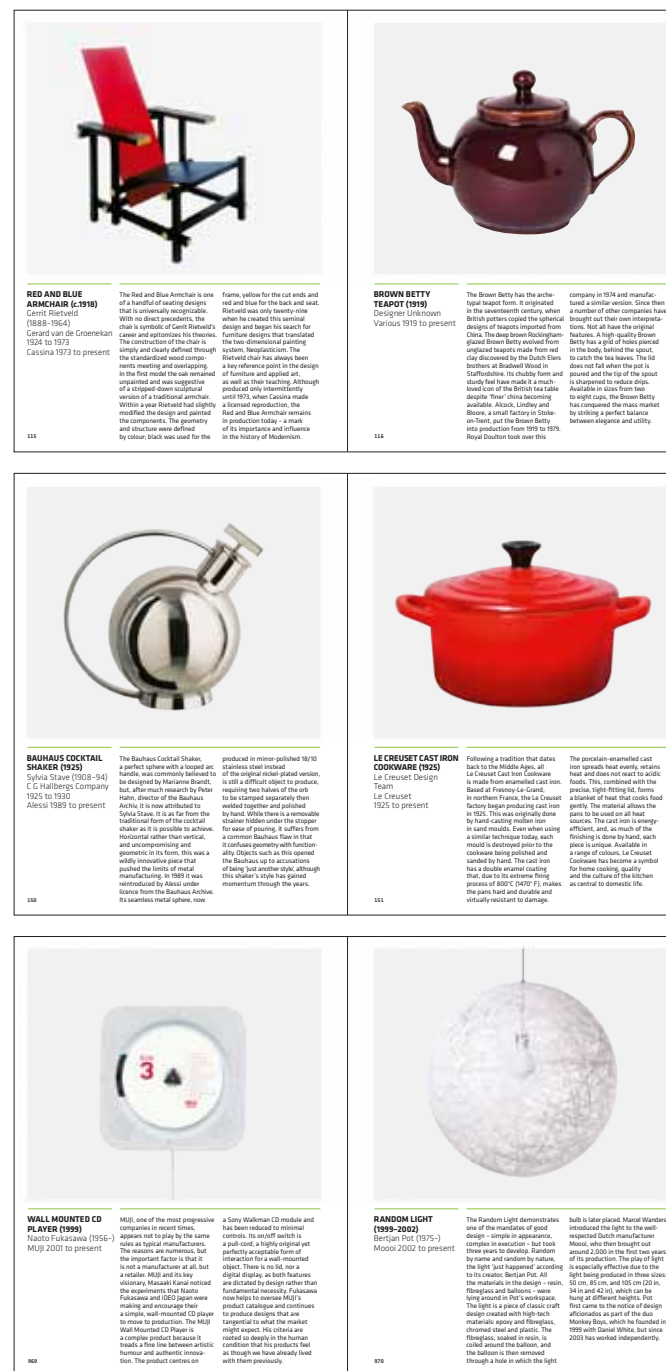 RED AND BLUE
ARMCHAIR (c.1918)
Gerrit Rietveld
(1888–1964)
Gerard van de Groenekan
1924 to 1973
Cassina 1973 to present
The Red and Blue Armchair is one
of a handful of seating designs
that is universally recognizable.
With no direct precedents, the
chair is symbolic of Gerrit Rietveld's
career and epitomizes his theories.
The construction of the chair is
simply and clearly defined through
the standardized wood compo-
nents meeting and overlapping.
In the first model the oak remained
unpainted and was suggestive
of a stripped-down sculptural
version of a traditional armchair.
Within a year Rietveld had slightly
modified the design and painted
the components. The geometry
and structure were defined
by colour; black was used for the
frame, yellow for the cut ends and
red and blue for the back and seat.
Rietveld was only twenty-nine
when he created this seminal
design and began his search for
furniture designs that translated
the two-dimensional painting
system, Neoplasticism. The
Rietveld chair has always been
a key reference point in the design
of furniture and applied art,
as well as their teaching. Although
produced only intermittently
until 1973, when Cassina made
a licensed reproduction, the
Red and Blue Armchair remains
in production today – a mark
of its importance and influence
in the history of Modernism.
115
BROWN BETTY
TEAPOT (1919)
Designer Unknown
Various 1919 to present
The Brown Betty has the arche-
typal teapot form. It originated
in the seventeenth century, when
British potters copied the spherical
designs of teapots imported from
China. The deep brown Rockingham-
glazed Brown Betty evolved from
unglazed teapots made from red
clay discovered by the Dutch Elers
brothers at Bradwell Wood in
Staffordshire. Its chubby form and
sturdy feel have made it a much-
loved icon of the British tea table
despite 'finer' china becoming
available. Alcock, Lindley and
Bloore, a small factory in Stoke-
on-Trent, put the Brown Betty
into production from 1919 to 1979.
Royal Doulton took over this
company in 1974 and manufac-
tured a similar version. Since then
a number of other companies have
brought out their own interpreta-
tions. Not all have the original
features. A high-quality Brown
Betty has a grid of holes pierced
in the body, behind the spout,
to catch the tea leaves. The lid
does not fall when the pot is
poured and the tip of the spout
is sharpened to reduce drips.
Available in sizes from two
to eight cups, the Brown Betty
has conquered the mass market
by striking a perfect balance
between elegance and utility.
116
BAUHAUS COCKTAIL
SHAKER (1925)
Sylvia Stave (1908–94)
C G Hallbergs Company
1925 to 1930
Alessi 1989 to present
The Bauhaus Cocktail Shaker,
a perfect sphere with a looped arc
handle, was commonly believed to
be designed by Marianne Brandt,
but, after much research by Peter
Hahn, director of the Bauhaus
Archiv, it is now attributed to
Sylvia Stave. It is as far from the
traditional form of the cocktail
shaker as it is possible to achieve.
Horizontal rather than vertical,
and uncompromising and
geometric in its form, this was a
wildly innovative piece that
pushed the limits of metal
manufacturing. In 1989 it was
reintroduced by Alessi under
licence from the Bauhaus Archive.
Its seamless metal sphere, now
produced in mirror-polished 18/10
stainless steel instead
of the original nickel-plated version,
is still a difficult object to produce,
requiring two halves of the orb
to be stamped separately then
welded together and polished
by hand. While there is a removable
strainer hidden under the stopper
for ease of pouring, it suffers from
a common Bauhaus flaw in that
it confuses geometry with function-
ality. Objects such as this opened
the Bauhaus up to accusations
of being 'just another style', although
this shaker's style has gained
momentum through the years.
150
LE CREUSET CAST IRON
COOKWARE (1925)
Le Creuset Design
Team
Le Creuset
1925 to present
Following a tradition that dates
back to the Middle Ages, all
Le Creuset Cast Iron Cookware
is made from enamelled cast iron.
Based at Fresnoy-Le-Grand,
in northern France, the Le Creuset
factory began producing cast iron
in 1925. This was originally done
by hand-casting molten iron
in sand moulds. Even when using
a similar technique today, each
mould is destroyed prior to the
cookware being polished and
sanded by hand. The cast iron
has a double enamel coating
that, due to its extreme firing
process of 800°C (1470° F), makes
the pans hard and durable and
virtually resistant to damage.
The porcelain-enamelled cast
iron spreads heat evenly, retains
heat and does not react to acidic
foods. This, combined with the
precise, tight-fitting lid, forms
a blanket of heat that cooks food
gently. The material allows the
pans to be used on all heat
sources. The cast iron is energy-
efficient, and, as much of the
finishing is done by hand, each
piece is unique. Available in
a range of colours, Le Creuset
Cookware has become a symbol
for home cooking, quality
and the culture of the kitchen
as central to domestic life.
151
3
WALL MOUNTED CD
PLAYER (1999)
Naoto Fukasawa (1956–)
MUJI 2001 to present
MUJI, one of the most progressive
companies in recent times,
appears not to play by the same
rules as typical manufacturers.
The reasons are numerous, but
the important factor is that it
is not a manufacturer at all, but
a retailer. MUJI and its key
visionary, Masaaki Kanai noticed
the experiments that Naoto
Fukasawa and IDEO Japan were
making and encourage their
a simple, wall-mounted CD player
to move to production. The MUJI
Wall Mounted CD Player is
a complex product because it
treads a fine line between artistic
humour and authentic innova-
tion. The product centres on
a Sony Walkman CD module and
has been reduced to minimal
controls. Its on/off switch is
a pull-cord, a highly original yet
perfectly acceptable form of
interaction for a wall-mounted
object. There is no lid, nor a
digital display, as both features
are dictated by design rather than
fundamental necessity. Fukasawa
now helps to oversee MUJI's
product catalogue and continues
to produce designs that are
tangential to what the market
might expect. His criteria are
rooted so deeply in the human
condition that his products feel
as though we have already lived
with them previously.
969
RANDOM LIGHT
(1999–2002)
Bertjan Pot (1975–)
Moooi 2002 to present
The Random Light demonstrates
one of the mandates of good
design – simple in appearance,
complex in execution – but took
three years to develop. Random
by name and random by nature,
the light 'just happened' according
to its creator, Bertjan Pot. All
the materials in the design – resin,
fibreglass and balloons – were
lying around in Pot's workspace.
The light is a piece of classic craft
design created with high-tech
materials: epoxy and fibreglass,
chromed steel and plastic. The
fibreglass, soaked in resin, is
coiled around the balloon, and
the balloon is then removed
through a hole in which the light
bulb is later placed. Marcel Wanders
introduced the light to the well-
respected Dutch manufacturer
Moooi, who then brought out
around 2,000 in the first two years
of its production. The play of light
is especially effective due to the
light being produced in three sizes:
50 cm, 85 cm, and 105 cm (20 in,
34 in and 42 in), which can be
hung at different heights. Pot
first came to the notice of design
aficionados as part of the duo
Monkey Boys, which he founded in
1999 with Daniel White, but since
2003 has worked independently.
970